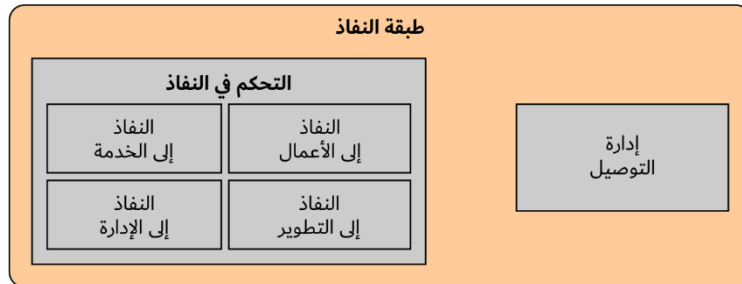 طبقة النفاذ
التحكم في النفاذ
النفاذ
إلى الأعمال
النفاذ
إلى الخدمة
النفاذ
إلى التطوير
النفاذ
إلى الإدارة
إدارة
التوصيل